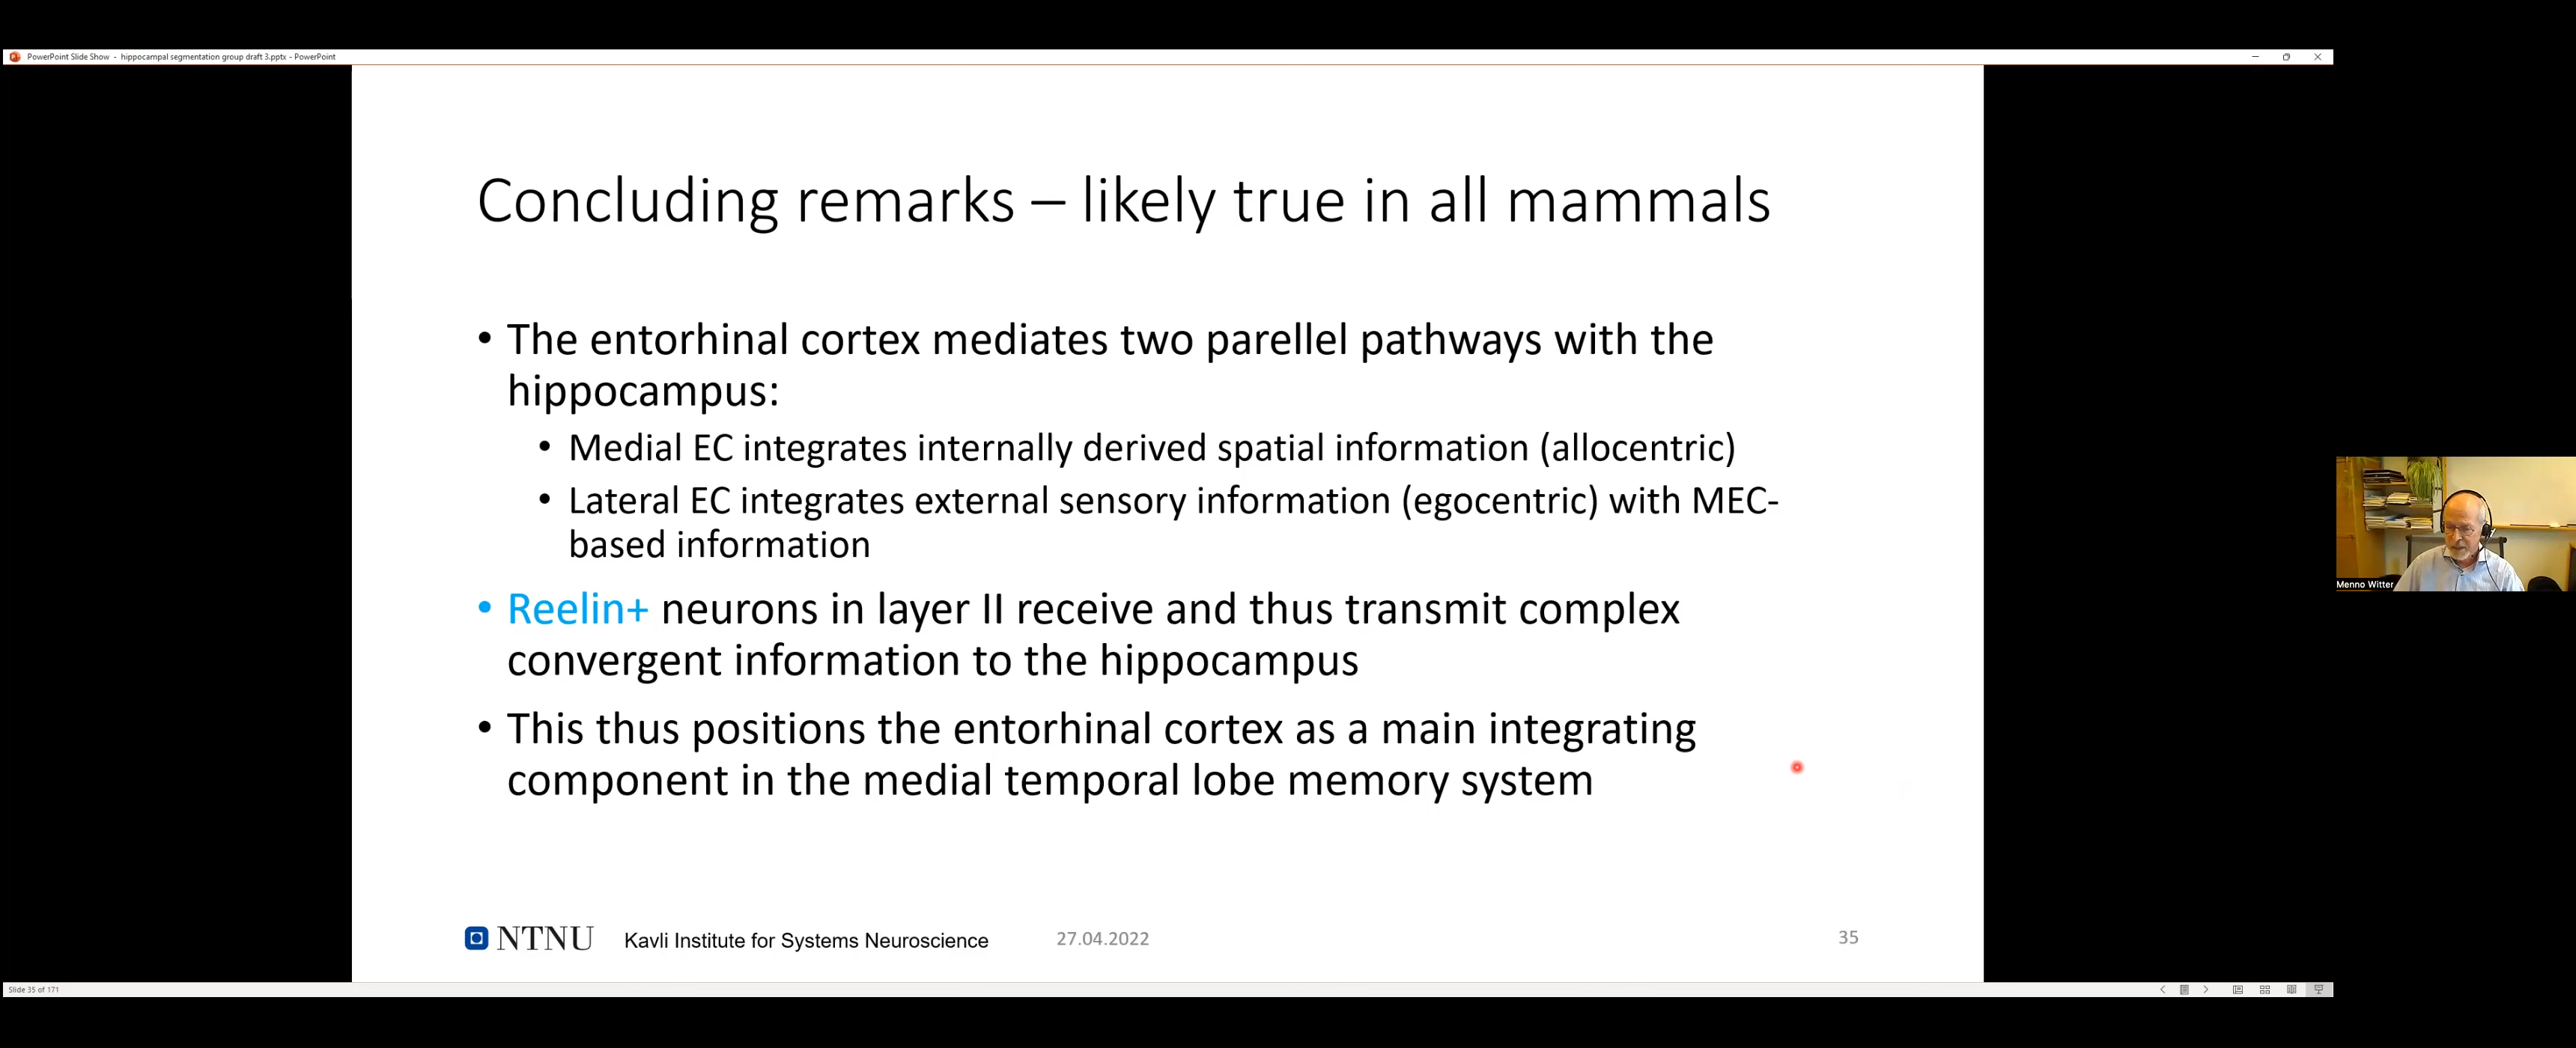 PowerPoint Slide Show - hippocampal segmentation group draft 3.pptx - PowerPoint
Concluding remarks – likely true in all mammals
• The entorhinal cortex mediates two parellel pathways with the
hippocampus:
• Medial EC integrates internally derived spatial information (allocentric)
• Lateral EC integrates external sensory information (egocentric) with MEC-
based information
• Reelin+ neurons in layer II receive and thus transmit complex
convergent information to the hippocampus
• This thus positions the entorhinal cortex as a main integrating
component in the medial temporal lobe memory system
Menno Witter
NTNU Kavli Institute for Systems Neuroscience 27.04.2022 35
Slide 35 of 171